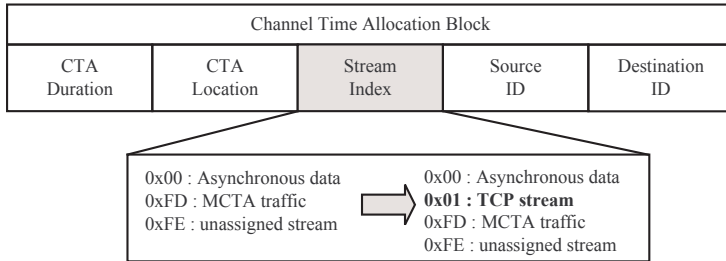 Channel Time Allocation Block
CTA Duration
CTA Location
Stream Index
Source ID
Destination ID
0x00 : Asynchronous data
0xFD : MCTA traffic
0xFE : unassigned stream
0x00 : Asynchronous data
0x01 : TCP stream
0xFD : MCTA traffic
0xFE : unassigned stream